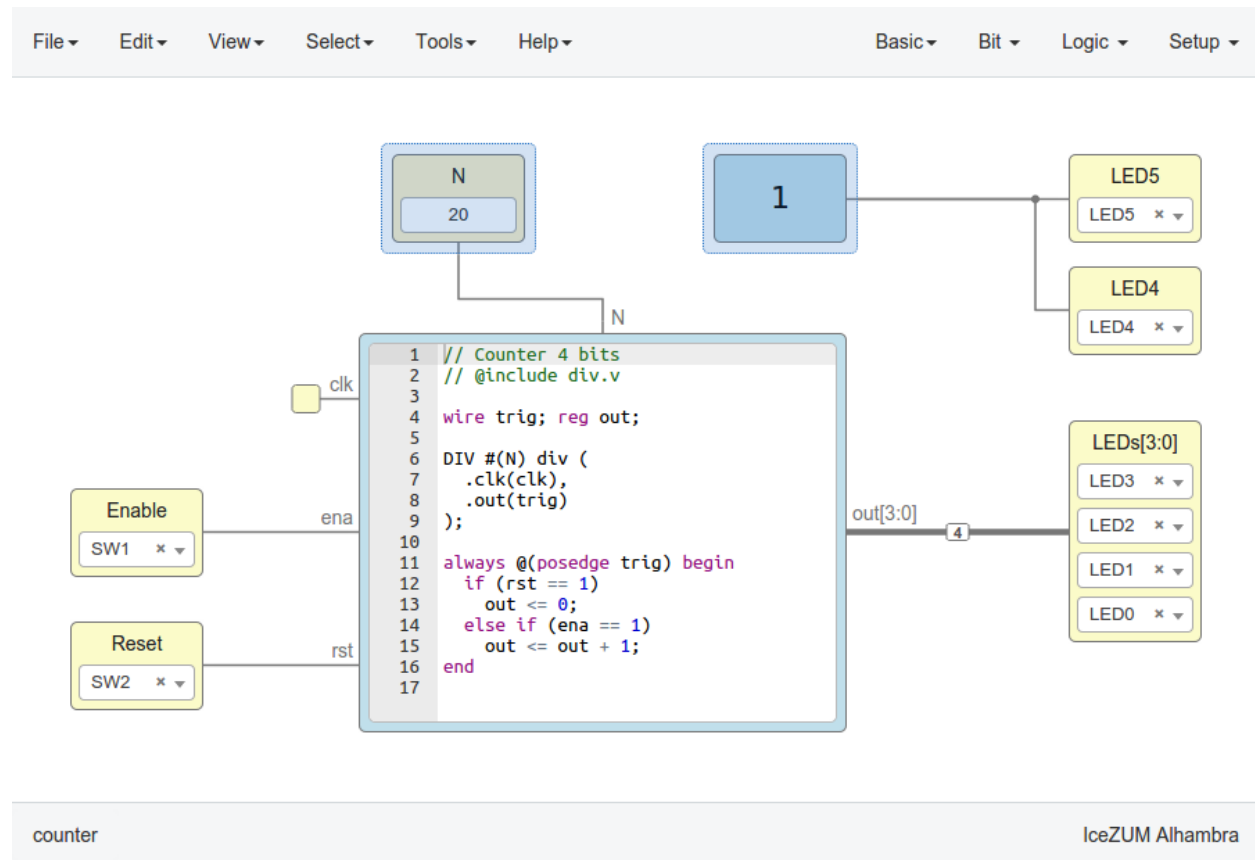 File Edit View Select Tools Help Basic Bit Logic Setup
N
20
1
LED5
LED5 ×
LED4
LED4 ×
N
clk
Enable
SW1 ×
ena
Reset
SW2 ×
rst
1 // Counter 4 bits
2 // @include div.v
3
4 wire trig; reg out;
5
6 DIV #(N) div (
7 .clk(clk),
8 .out(trig)
9 );
10
11 always @(posedge trig) begin
12 if (rst == 1)
13 out <= 0;
14 else if (ena == 1)
15 out <= out + 1;
16 end
17
out[3:0]
4
LEDs[3:0]
LED3 ×
LED2 ×
LED1 ×
LED0 ×
counter IceZUM Alhambra